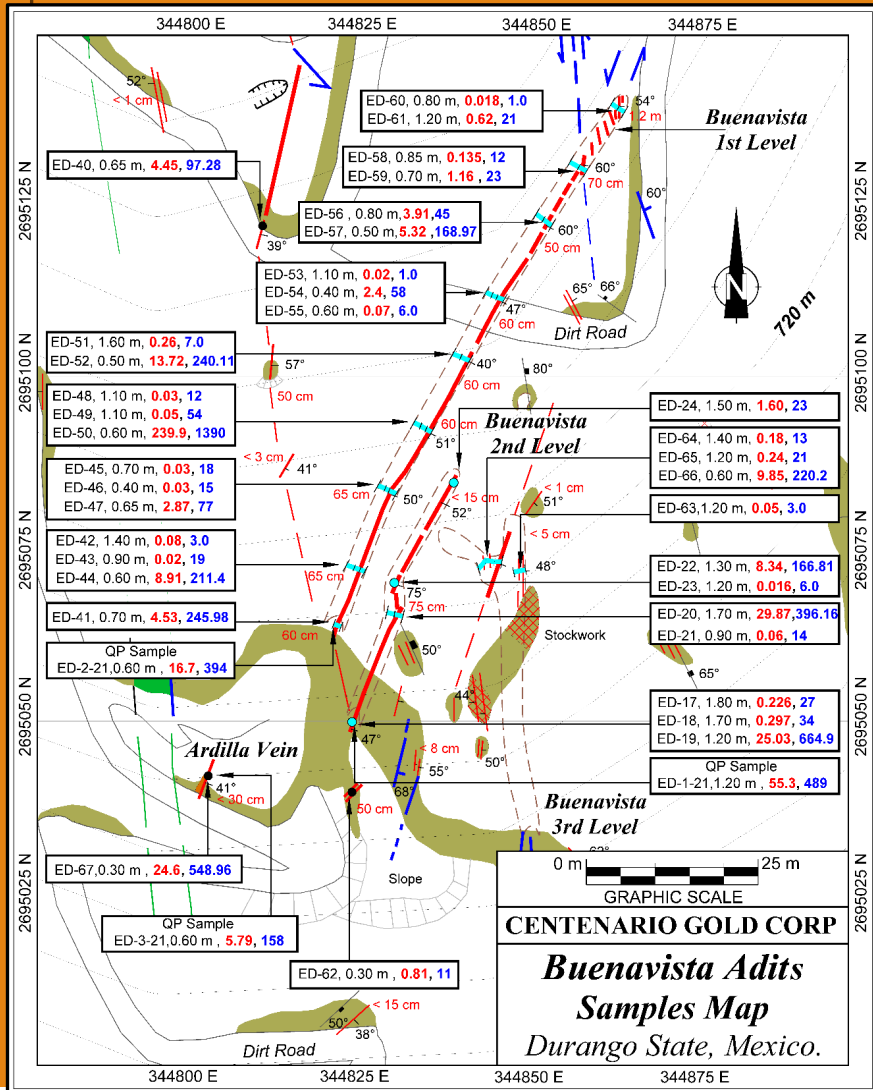 344800 E
344825 E
344850 E
344875 E
52°
< 1 cm
ED-60, 0.80 m, 0.018, 1.0
ED-61, 1.20 m, 0.62, 21
54°
1.2 m
Buenavista
1st Level
2695125 N
2695125 N
ED-40, 0.65 m, 4.45, 97.28
ED-58, 0.85 m, 0.135, 12
ED-59, 0.70 m, 1.16, 23
60°
70 cm
60°
ED-56 , 0.80 m, 3.91,45
ED-57, 0.50 m,5.32,168.97
60°
50 cm
39°
N
ED-53, 1.10 m, 0.02, 1.0
ED-54, 0.40 m, 2.4, 58
ED-55, 0.60 m, 0.07, 6.0
47°
60 cm
65°
66°
Dirt Road
720 m
2695100 N
2695100 N
ED-51, 1.60 m, 0.26, 7.0
ED-52, 0.50 m, 13.72, 240.11
57°
50 cm
40°
60 cm
80°
ED-48, 1.10 m, 0.03, 12
ED-49, 1.10 m, 0.05, 54
ED-50, 0.60 m, 239.9, 1390
60 cm
51°
Buenavista
2nd Level
ED-24, 1.50 m, 1.60, 23
ED-64, 1.40 m, 0.18, 13
ED-65, 1.20 m, 0.24, 21
ED-66, 0.60 m, 9.85, 220.2
< 3 cm
41°
ED-45, 0.70 m, 0.03, 18
ED-46, 0.40 m, 0.03, 15
ED-47, 0.65 m, 2.87, 77
65 cm
50°
< 15 cm
52°
< 1 cm
51°
ED-63,1.20 m, 0.05, 3.0
2695075 N
2695075 N
< 5 cm
48°
ED-42, 1.40 m, 0.08, 3.0
ED-43, 0.90 m, 0.02, 19
ED-44, 0.60 m, 8.91, 211.4
65 cm
75°
ED-22, 1.30 m, 8.34, 166.81
ED-23, 1.20 m, 0.016, 6.0
ED-41, 0.70 m, 4.53, 245.98
60 cm
75 cm
ED-20, 1.70 m, 29.87,396.16
ED-21, 0.90 m, 0.06, 14
Stockwork
QP Sample
ED-2-21,0.60 m , 16.7, 394
50°
65°
44°
2695050 N
2695050 N
ED-17, 1.80 m, 0.226, 27
ED-18, 1.70 m, 0.297, 34
ED-19, 1.20 m, 25.03, 664.9
47°
Ardilla Vein
< 8 cm
55°
50°
QP Sample
ED-1-21,1.20 m , 55.3, 489
41°
< 30 cm
68°
50 cm
Buenavista
3rd Level
ED-67,0.30 m , 24.6, 548.96
Slope
2695025 N
2695025 N
0 m
25 m
GRAPHIC SCALE
QP Sample
ED-3-21,0.60 m , 5.79, 158
CENTENARIO GOLD CORP
ED-62, 0.30 m , 0.81, 11
Buenavista Adits
Samples Map
Durango State, Mexico.
< 15 cm
50°
38°
Dirt Road
344800 E
344825 E
344850 E
344875 E